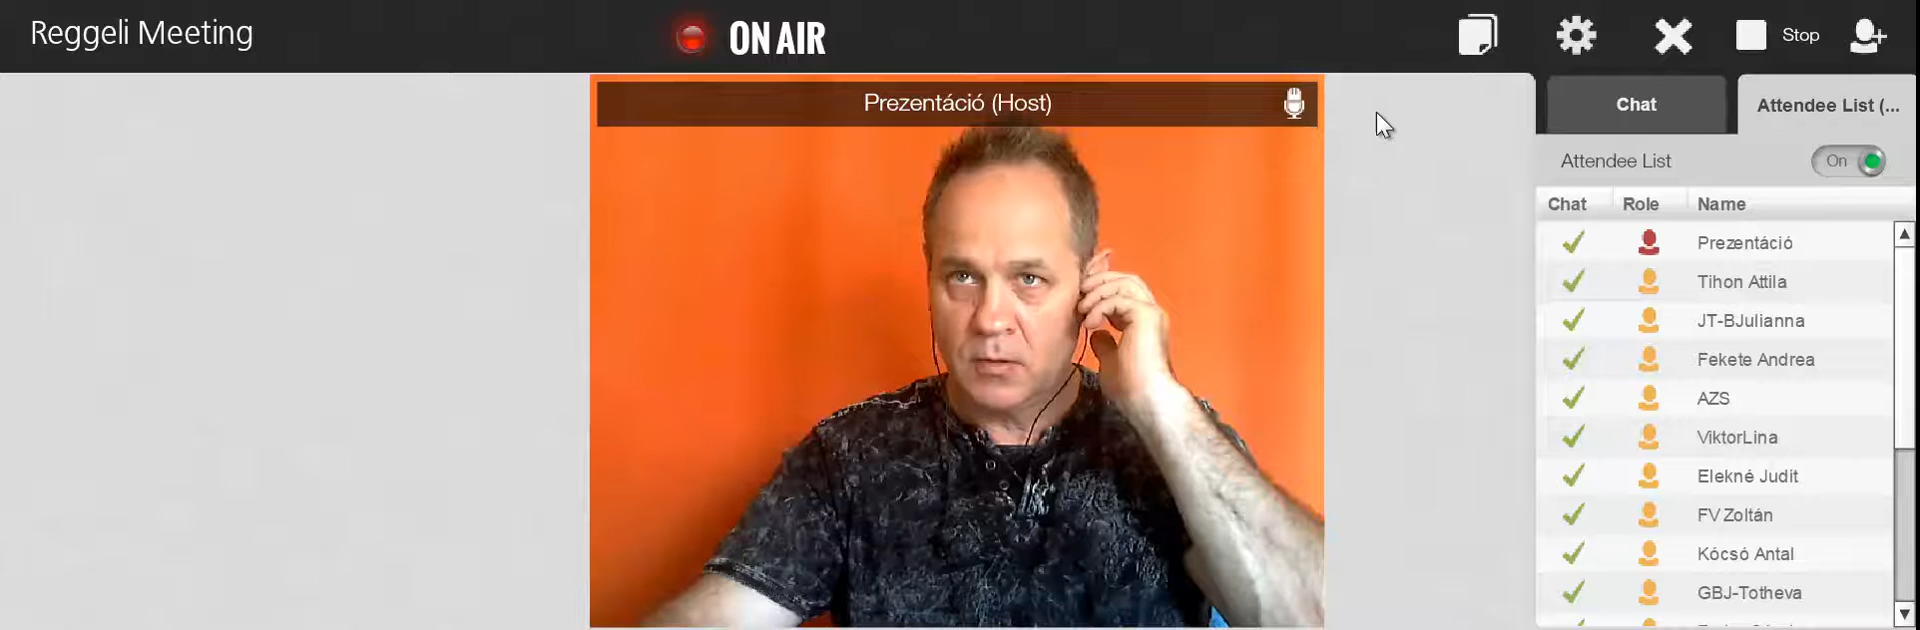 Reggeli Meeting
ON AIR
Stop
Prezentáció (Host)
Chat
Attendee List (...
Attendee List
On
Chat Role Name
Prezentáció
Tihon Attila
JT-BJulianna
Fekete Andrea
AZS
ViktorLina
Elekné Judit
FV Zoltán
Kócsó Antal
GBJ-Totheva